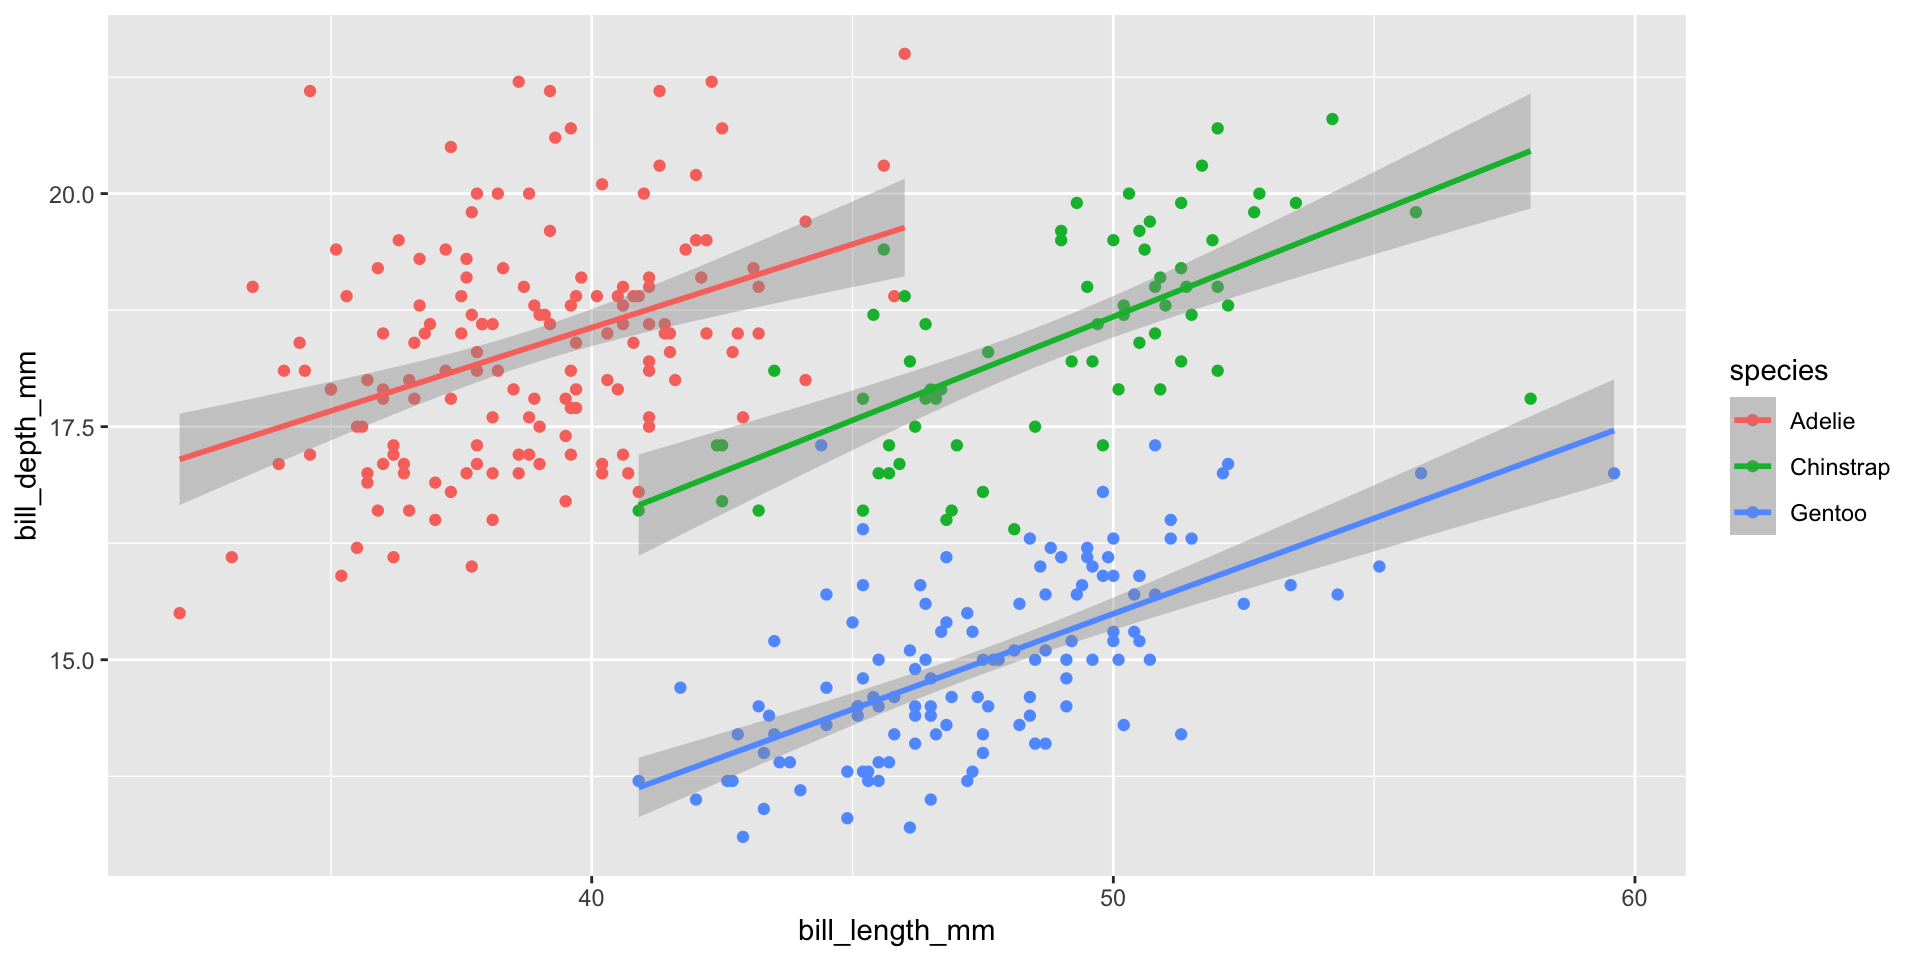 bill_depth_mm
20.0
17.5
15.0
40
50
60
bill_length_mm
species
Adelie
Chinstrap
Gentoo